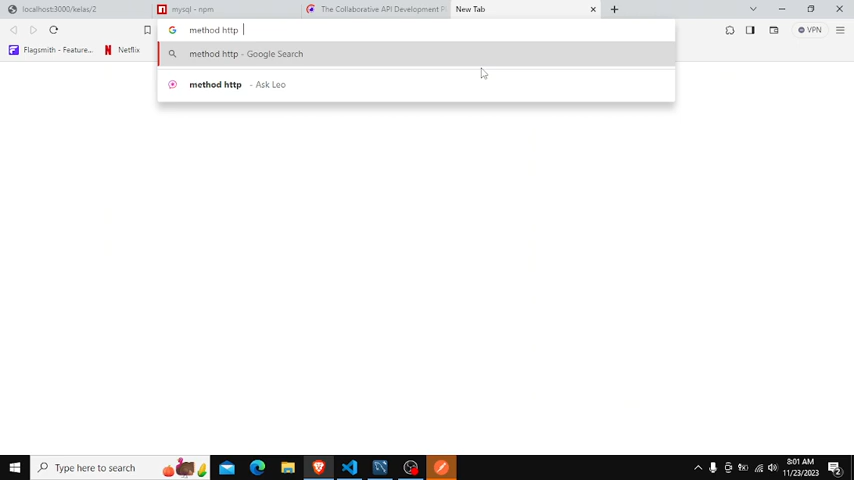 localhost:3000/kelas/2
mysql - npm
The Collaborative API Development P
New Tab
method http
VPN
method http - Google Search
Flagsmith - Feature...
Netflix
method http - Ask Leo
Type here to search
8:01 AM
11/23/2023
2